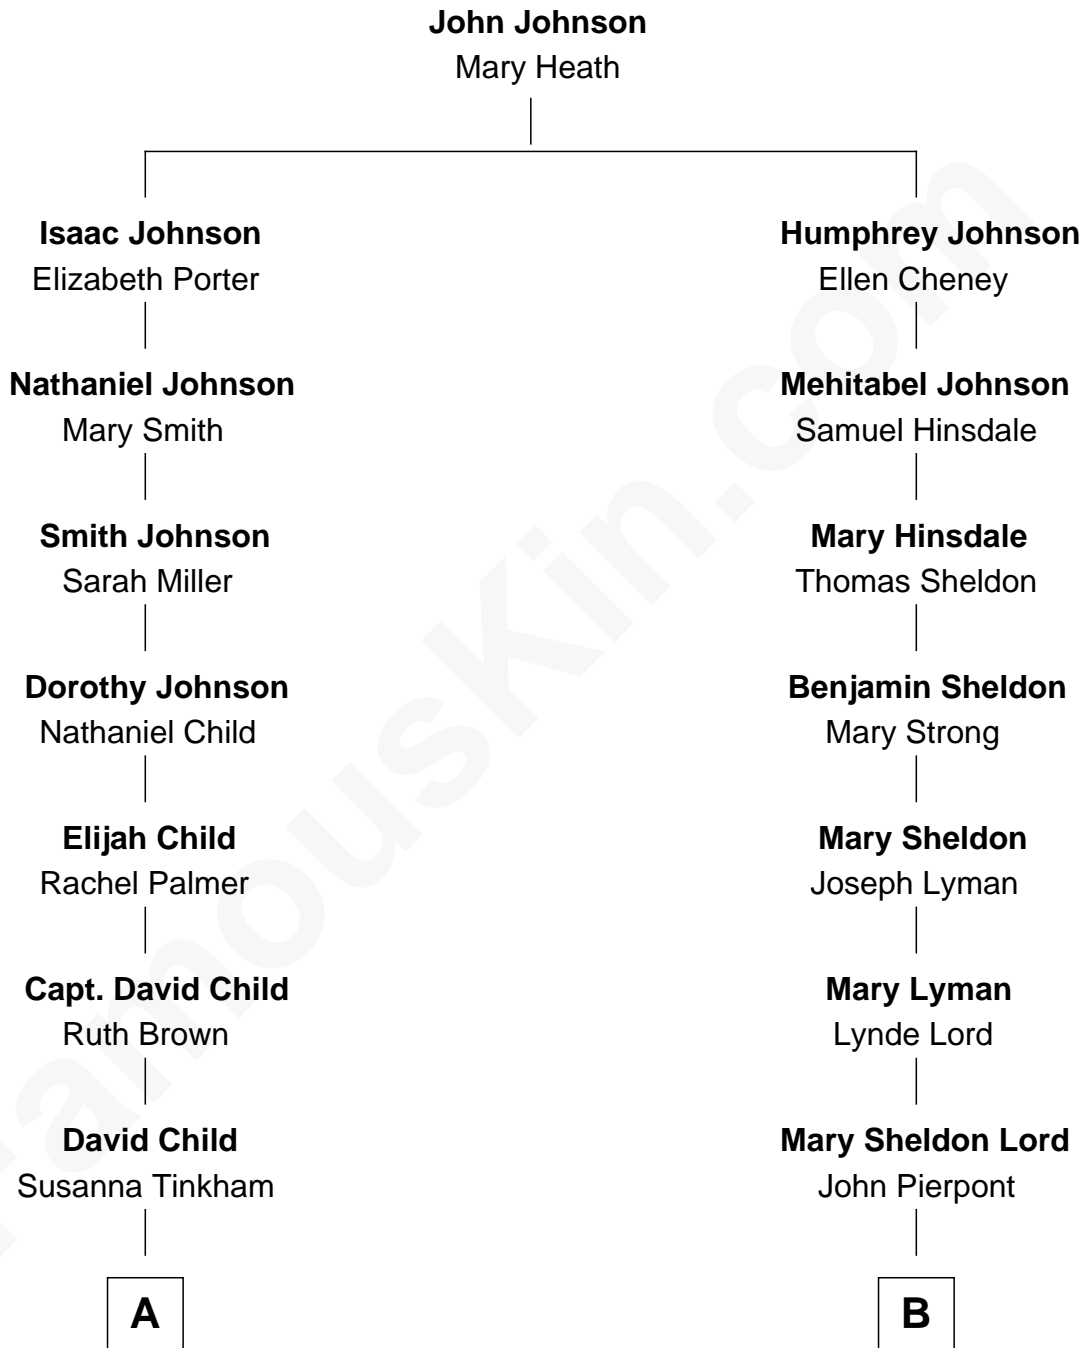 John Johnson
Mary Heath
Isaac Johnson
Elizabeth Porter
Nathaniel Johnson
Mary Smith
Smith Johnson
Sarah Miller
Dorothy Johnson
Nathaniel Child
Elijah Child
Rachel Palmer
Capt. David Child
Ruth Brown
David Child
Susanna Tinkham
A
Humphrey Johnson
Ellen Cheney
Mehitabel Johnson
Samuel Hinsdale
Mary Hinsdale
Thomas Sheldon
Benjamin Sheldon
Mary Strong
Mary Sheldon
Joseph Lyman
Mary Lyman
Lynde Lord
Mary Sheldon Lord
John Pierpont
B
FamousKin.com